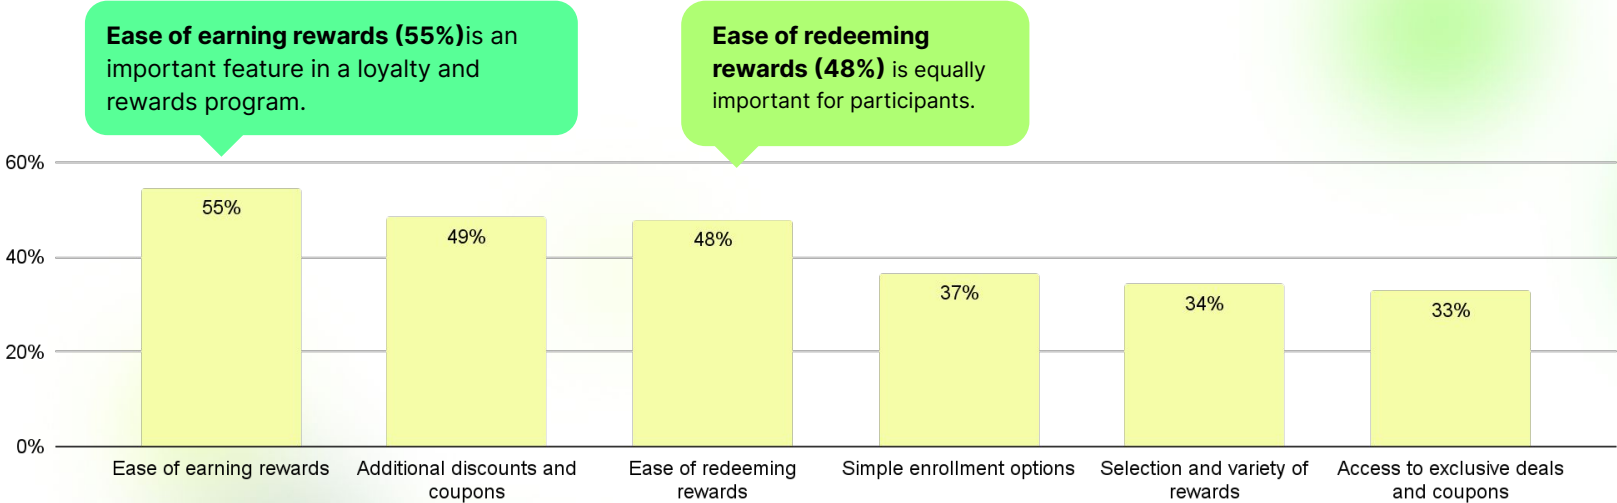 Ease of earning rewards (55%)is an
important feature in a loyalty and
rewards program.
Ease of redeeming
rewards (48%) is equally
important for participants.
60%
40%
20%
0%
55%
49%
48%
37%
34%
33%
Ease of earning rewards
Additional discounts and
coupons
Ease of redeeming
rewards
Simple enrollment options
Selection and variety of
rewards
Access to exclusive deals
and coupons